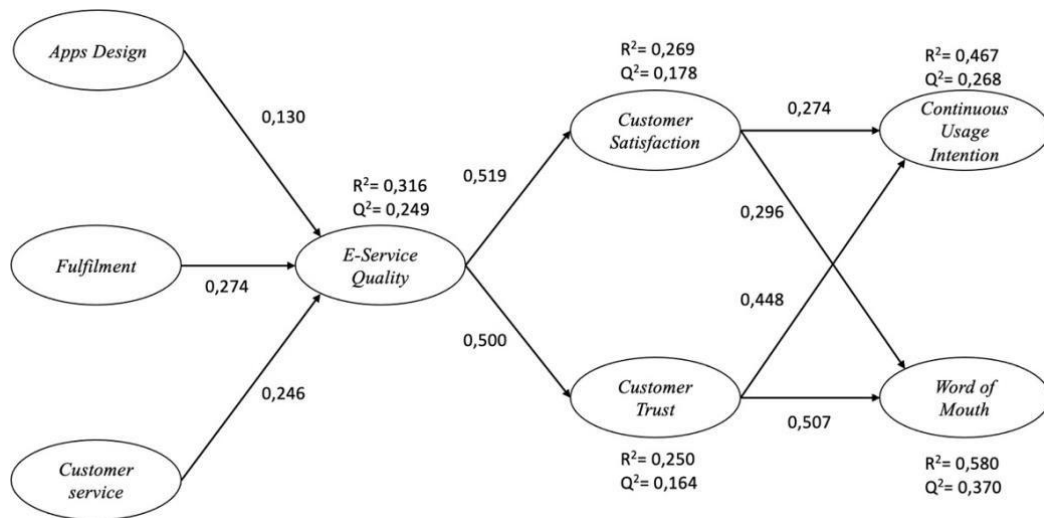 Apps Design
0,130
Fulfilment
0,274
Customer
service
0,246
R²= 0,316
Q²= 0,249
E-Service
Quality
0,519
0,500
R²= 0,269
Q²= 0,178
Customer
Satisfaction
Customer
Trust
R²= 0,250
Q²= 0,164
0,274
0,296
0,448
0,507
R²= 0,467
Q²= 0,268
Continuous
Usage
Intention
Word of
Mouth
R²= 0,580
Q²= 0,370